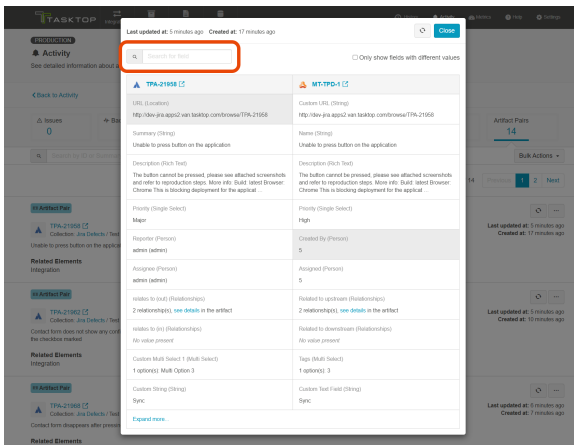 TASKTOP
Metrics
Help
Settings
PRODUCTION
Activity
See detailed information about a
Back to Activity
Issues
0
Artifact Pairs
14
Bulk Actions
14
1 2 Next
Last updated at: 5 minutes ago Created at: 17 minutes ago
Close
Search for field
Only show fields with different values
TPA-21958
MT-TPD-1
URL (Location)
Custom URL (String)
http://dev-jira.apps2.van.tasktop.com/browse/TPA-21958
http://dev-jira.apps2.van.tasktop.com/browse/TPA-21958
Summary (String)
Name (String)
Unable to press button on the application
Unable to press button on the application
Description (Rich Text)
Description (Rich Text)
The button cannot be pressed, please see attached screenshots
The button cannot be pressed, please see attached screenshots
and refer to reproduction steps. More info: Build: latest Browser:
and refer to reproduction steps. More info: Build: latest Browser:
Chrome This is blocking deployment for the applicat ...
Chrome This is blocking deployment for the applicat ...
Priority (Single Select)
Priority (Single Select)
Major
High
Reporter (Person)
Created By (Person)
admin (admin)
5
Assignee (Person)
Assigned (Person)
admin (admin)
5
relates to (out) (Relationships)
Related to upstream (Relationships)
2 relationship(s), see details in the artifact
2 relationship(s), see details in the artifact
relates to (in) (Relationships)
Related to downstream (Relationships)
No value present
No value present
Custom Multi Select 1 (Multi Select)
Tags (Multi Select)
1 option(s): Multi Option 3
1 option(s): 3
Custom String (String)
Custom Text Field (String)
Sync
Sync
Expand more...
Artifact Pair
TPA-21958
Collection: Jira Defects / Test
Unable to press button on the applica
Related Elements
Integration
Last updated at: 5 minutes ago
Created at: 17 minutes ago
Artifact Pair
TPA-21962
Collection: Jira Defects / Test
Contact form does not show any conf
the checkbox marked
Related Elements
Integration
Last updated at: 5 minutes ago
Created at: 10 minutes ago
Artifact Pair
TPA-21968
Collection: Jira Defects / Test
Contact form disappears after presen
Related Elements
Last updated at: 6 minutes ago
Created at: 7 minutes ago